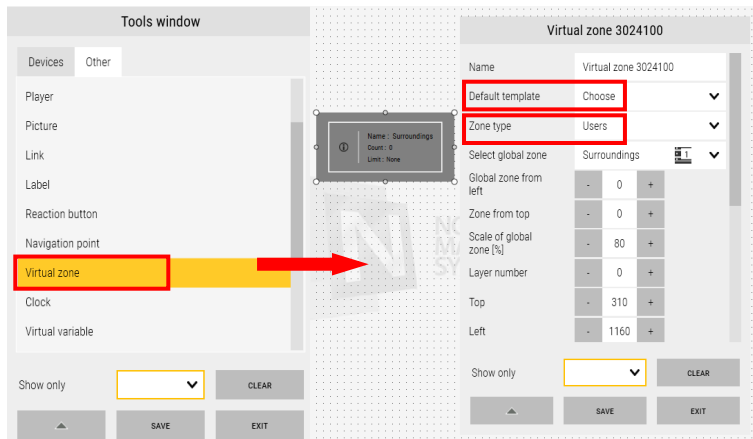 Tools window
Devices Other
Player
Picture
Link
Label
Reaction button
Navigation point
Virtual zone
Clock
Virtual variable
Show only
CLEAR
SAVE
EXIT
Name : Surroundings
Count : 0
Limit : None
Virtual zone 3024100
Name Virtual zone 3024100
Default template Choose
Zone type Users
Select global zone Surroundings 1
Global zone from
left - 0 +
Zone from top - 0 +
Scale of global
zone [%] - 80 +
Layer number - 0 +
Top - 310 +
Left - 1160 +
Show only
CLEAR
SAVE
EXIT